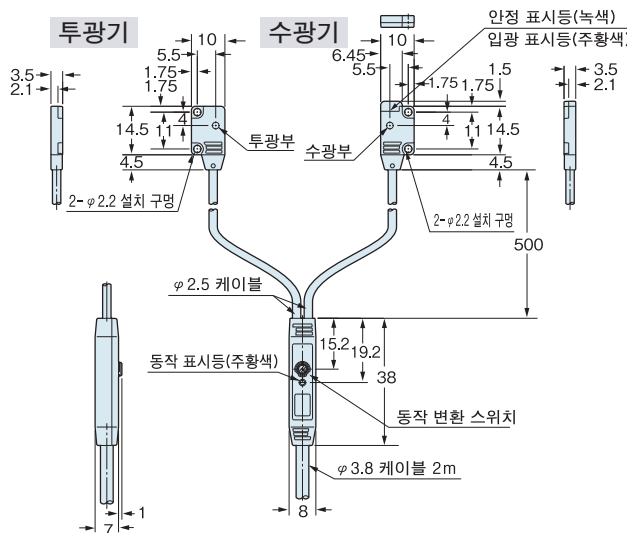 투광기
수광기
10
5.5
1.75
1.75
3.5
2.1
14.5
11
4
4.5
투광부
2-φ2.2 설치 구멍
10
6.45
5.5
안정 표시등(녹색)
입광 표시등(주황색)
1.75
1.75
1.5
3.5
2.1
4
11
14.5
4.5
수광부
2-φ2.2 설치 구멍
500
φ2.5 케이블
15.2
19.2
38
동작 표시등(주황색)
동작 변환 스위치
φ3.8 케이블 2m
1
7
8